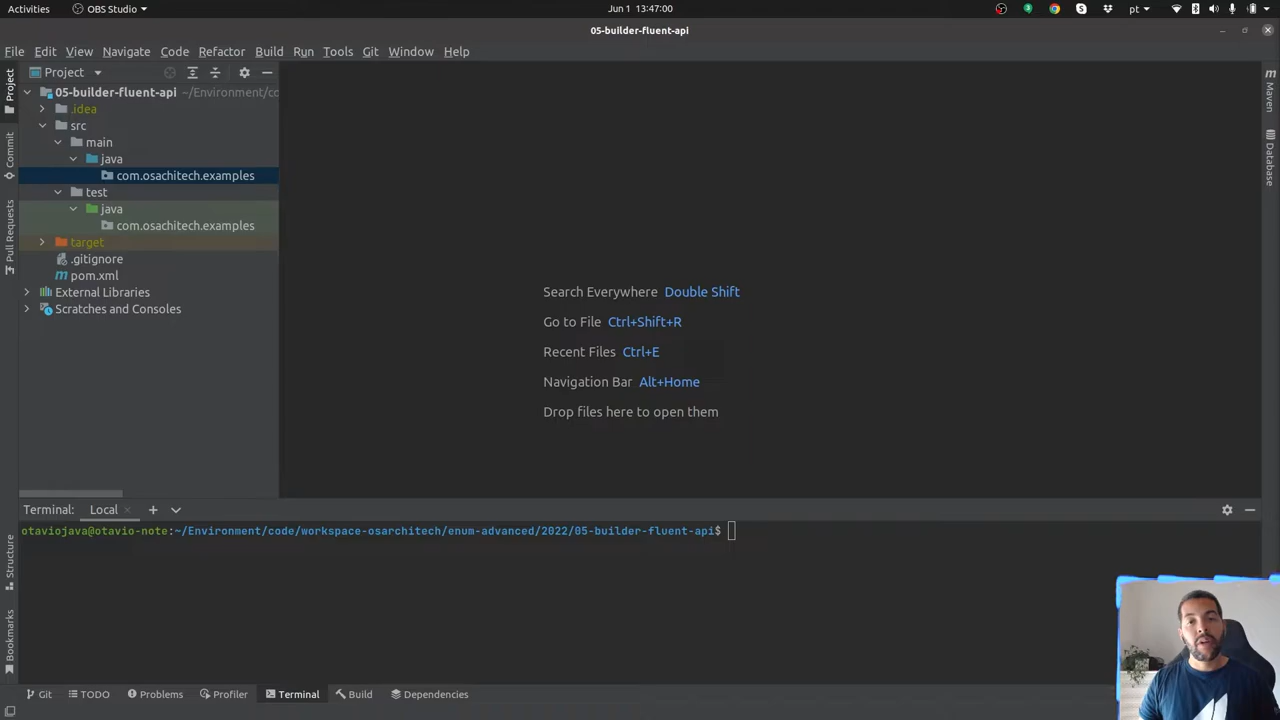 Activities
OBS Studio
Jun 1 13:47:00
3
pt
05-builder-fluent-api
File Edit View Navigate Code Refactor Build Run Tools Git Window Help
Project
05-builder-fluent-api ~/Environment/co
.idea
src
main
java
com.osachitech.examples
test
java
com.osachitech.examples
target
.gitignore
pom.xml
External Libraries
Scratches and Consoles
Project
Commit
Pull Requests
Structure
Bookmarks
Search Everywhere Double Shift
Go to File Ctrl+Shift+R
Recent Files Ctrl+E
Navigation Bar Alt+Home
Drop files here to open them
m
Maven
Database
Terminal: Local
otaviojava@otavio-note:~/Environment/code/workspace-osarchitech/enum-advanced/2022/05-builder-fluent-api$
Git TODO Problems Profiler Terminal Build Dependencies